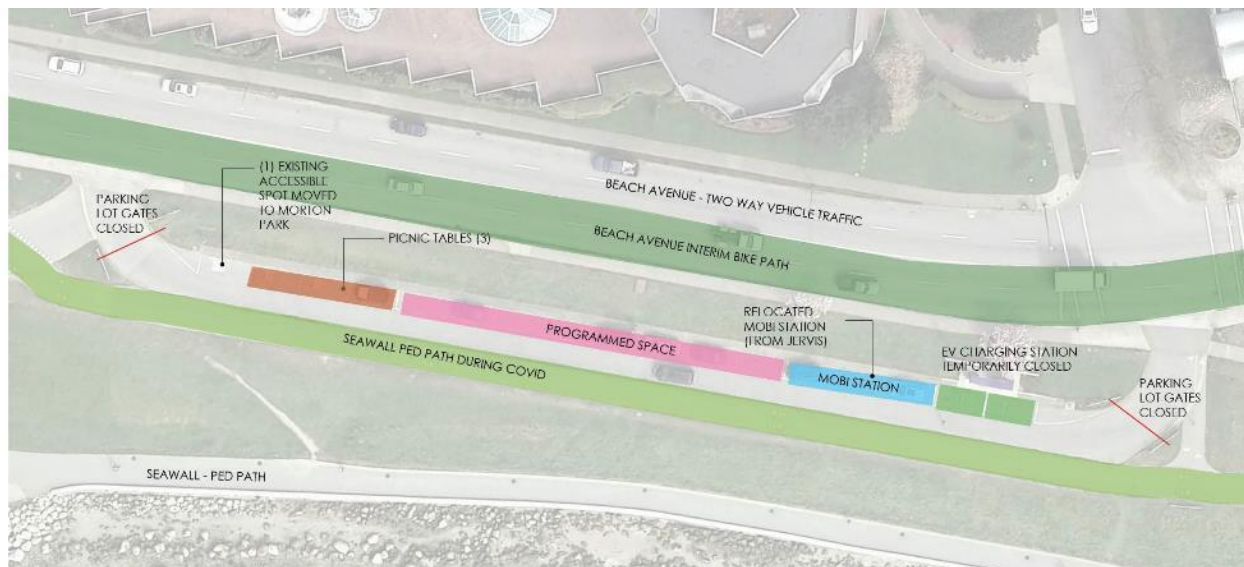 (1) EXISTING
ACCESSIBLE
SPOT MOVED
TO MORTON
PARK
PARKING
LOT GATES
CLOSED
PICNIC TABLES (3)
BEACH AVENUE - TWO WAY VEHICLE TRAFFIC
BEACH AVENUE INTERIM BIKE PATH
RELOCATED
MOBI STATION
(FROM JERVIS)
PROGRAMMED SPACE
SEAWALL PED PATH DURING COVID
MOBI STATION
EV CHARGING STATION
TEMPORARILY CLOSED
PARKING
LOT GATES
CLOSED
SEAWALL - PED PATH